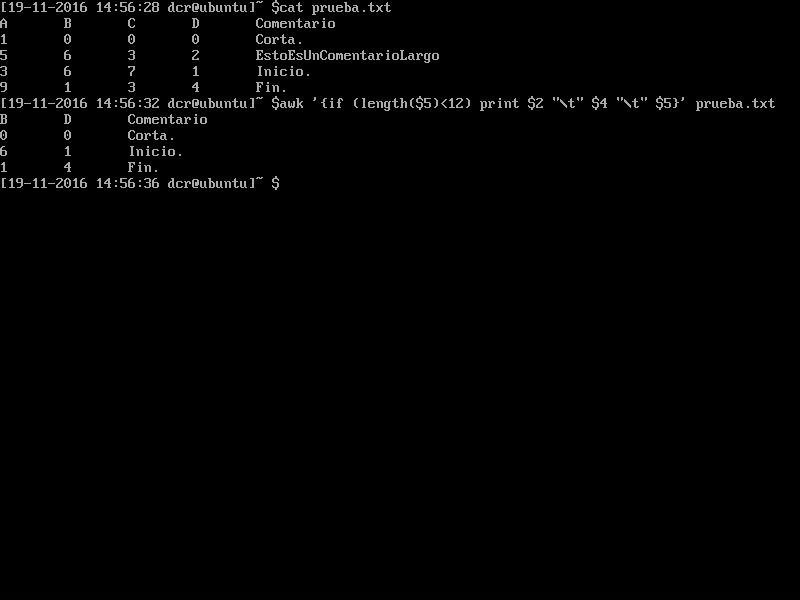 [19-11-2016 14:56:28 dcr@ubuntu]~ $cat prueba.txt
A B C D Comentario
1 0 0 0 Corta.
5 6 3 2 EstoEsUnComentarioLargo
3 6 7 1 Inicio.
9 1 3 4 Fin.
[19-11-2016 14:56:32 dcr@ubuntu]~ $awk '{if (length($5)<12) print $2 "\t" $4 "\t" $5}' prueba.txt
B D Comentario
0 0 Corta.
6 1 Inicio.
1 4 Fin.
[19-11-2016 14:56:36 dcr@ubuntu]~ $